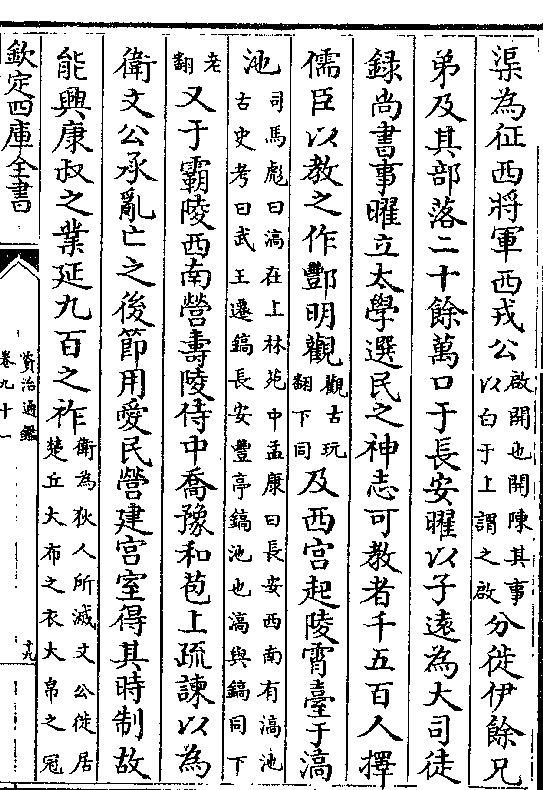 渠為征西將軍西戎公啟開也開陳其事以白于上謂之啟分徙伊餘兄
弟及其部落二十餘萬口于長安曜以子遠為大司徒
録尚書事曜立太學選民之神志可教者千五百人擇
儒臣以教之作酆明觀觀古玩翻下同及西宫起陵霄臺于滈
池司馬彪曰滈在上林苑中孟康曰長安西南有滈池古史考曰武王遷鎬長安豐亭鎬池也滈與鎬同下
老翻又于霸陵西南營夀陵侍中喬豫和苞上疏諫以為
衛文公承亂亡之後節用愛民營建宫室得其時制故
能興康叔之業延九百之祚衛為狄人所滅文公徙居楚丘大布之衣大帛之冠
欽定四庫全書
資治通鑑
卷九十一
十九